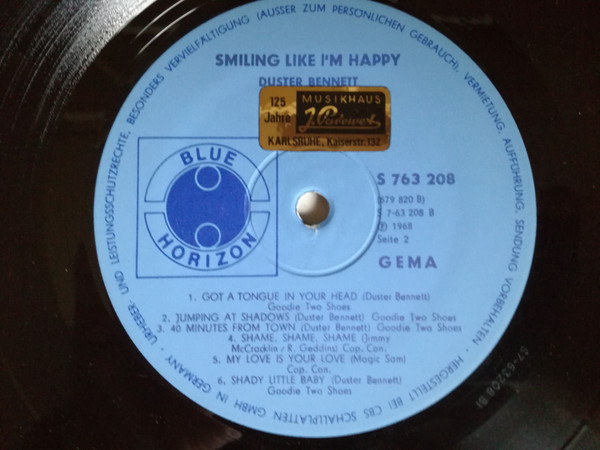 URHEBER- UND LEISTUNGSSCHUTZRECHTE, BESONDERS VERVIELFÄLTIGUNG (AUSSER ZUM PERSÖNLICHEN GEBRAUCH), VERMIETUNG, AUFFÜHRUNG, SENDUNG VORBEHALTEN · HERGESTELLT BEI CBS SCHALLPLATTEN GMBH IN GERMANY ·
SMILING LIKE I'M HAPPY
DUSTER BENNETT
125 Jahre
MUSIKHAUS
KARLSRUHE, Kaiserstr. 132
BLUE
HORIZON
S 763 208
(S79 820 B)
S 7-63 208 B
Ⓟ 1968
Seite 2
GEMA
1. GOT A TONGUE IN YOUR HEAD (Duster Bennett)
Goodie Two Shoes
2. JUMPING AT SHADOWS (Duster Bennett) Goodie Two Shoes
3. 40 MINUTES FROM TOWN (Duster Bennett) Goodie Two Shoes
4. SHAME, SHAME, SHAME (Jimmy
McCracklin/R. Geddins) Cop. Con.
5. MY LOVE IS YOUR LOVE (Magic Sam)
Cop. Con.
6. SHADY LITTLE BABY (Duster Bennett)
Goodie Two Shoes